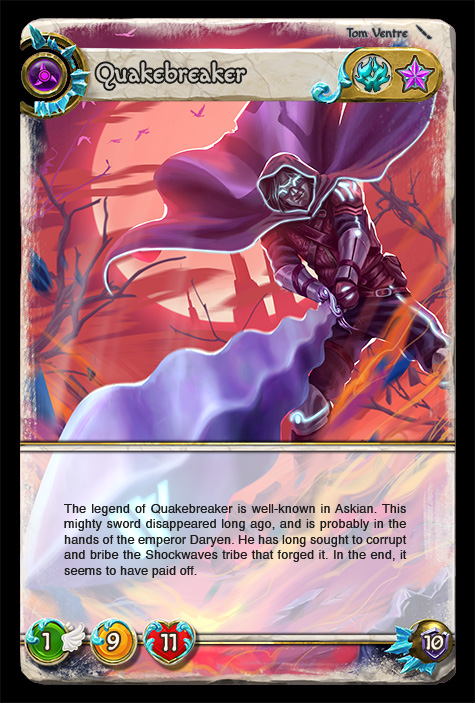 Tom Ventre
Quakebreaker
The legend of Quakebreaker is well-known in Askian. This
mighty sword disappeared long ago, and is probably in the
hands of the emperor Daryen. He has long sought to corrupt
and bribe the Shockwaves tribe that forged it. In the end, it
seems to have paid off.
1 9 11 10